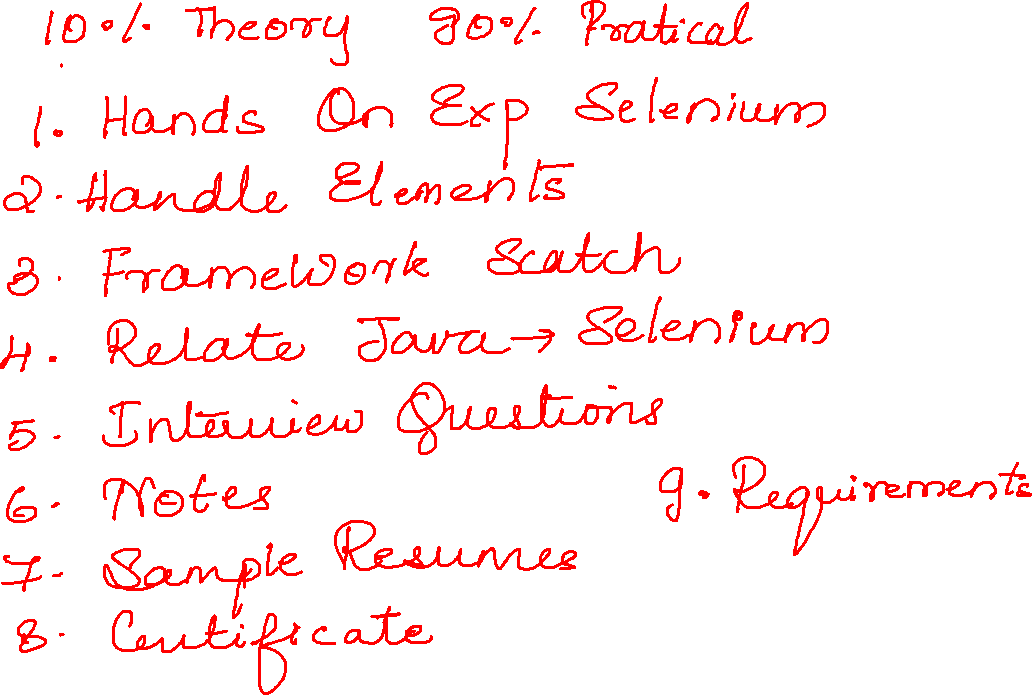 10% Theory 90% Pratical
1. Hands On Exp Selenium
2. Handle Elements
3. Framework Scatch
4. Relate Java → Selenium
5. Interview Questions
6. Notes
7. Sample Resumes
8. Certificate
9. Requirements